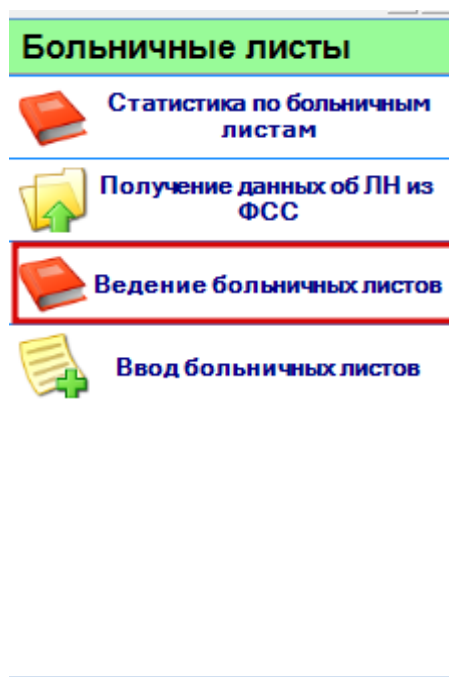 Больничные листы
Статистика по больничным
листам
Получение данных об ЛН из
ФСС
Ведение больничных листов
Ввод больничных листов